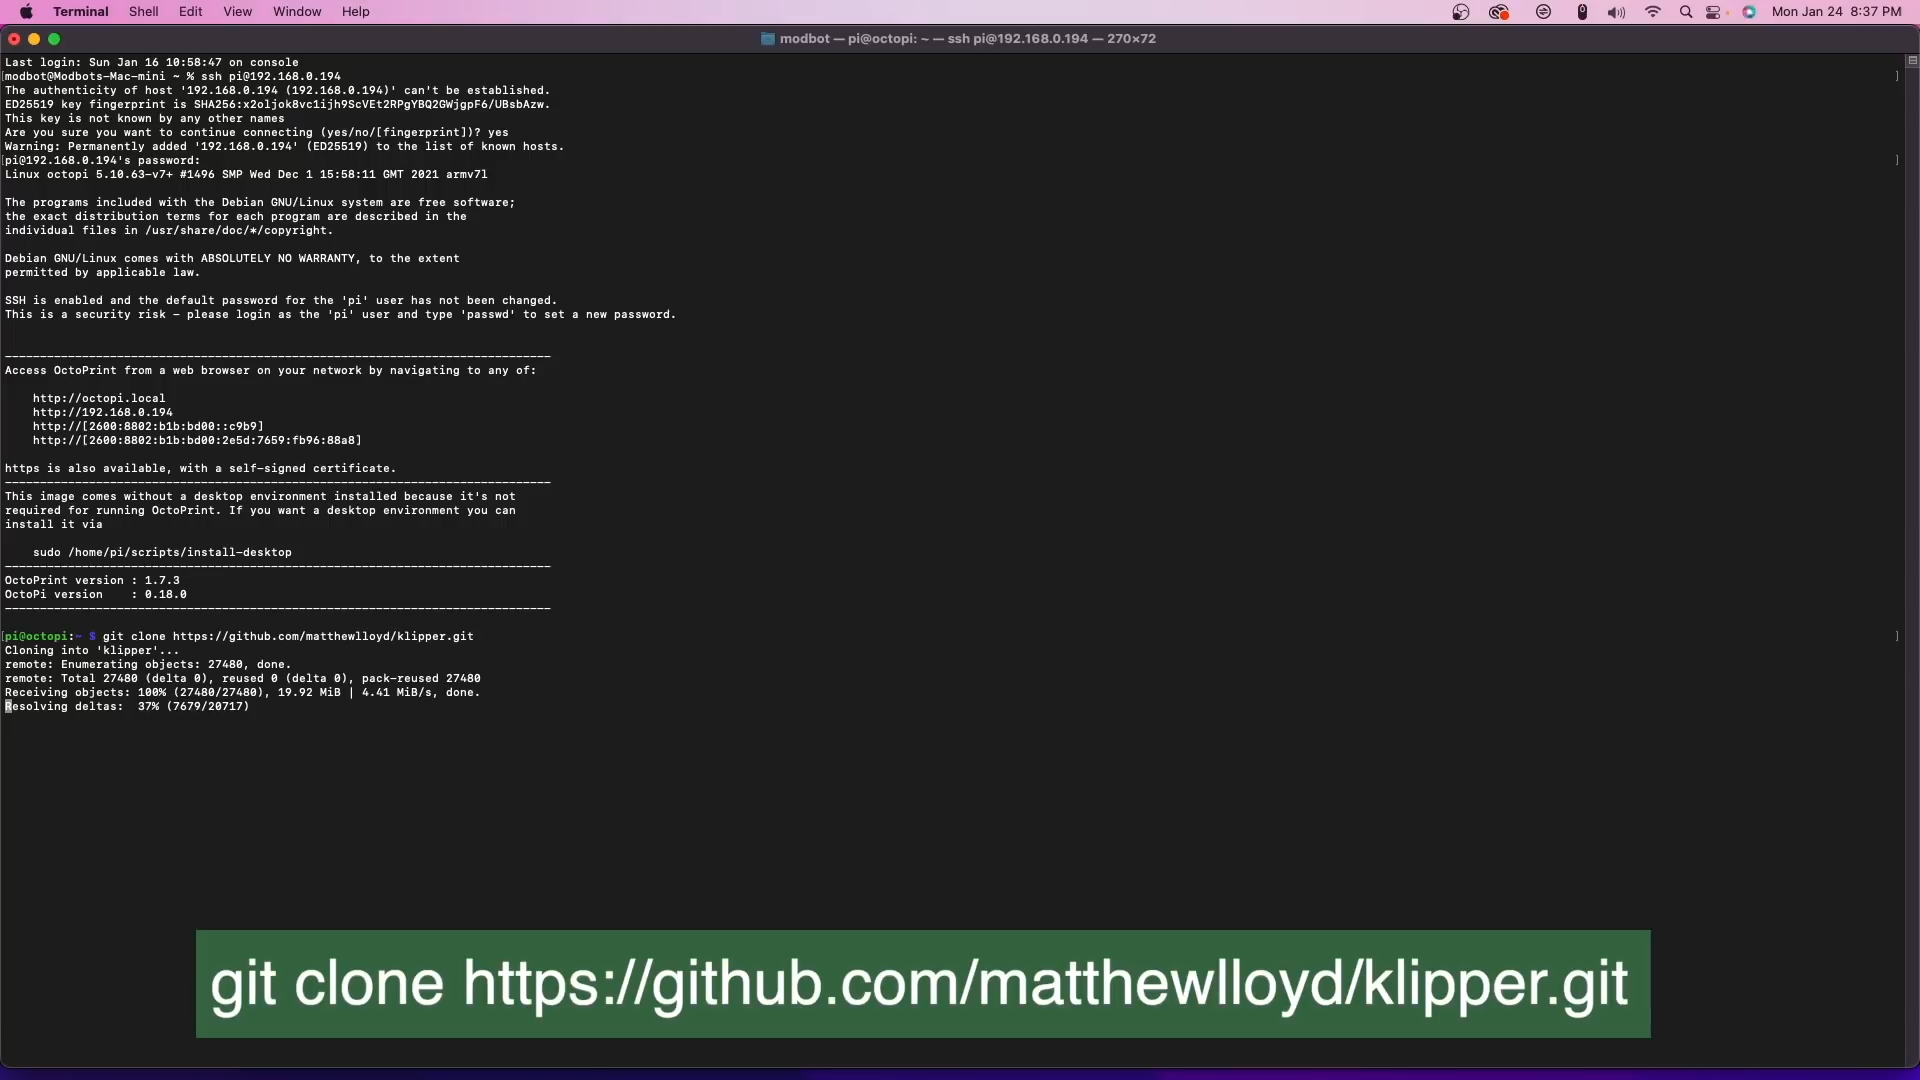 Terminal Shell Edit View Window Help Mon Jan 24 8:37 PM
modbot — pi@octopi: ~ — ssh pi@192.168.0.194 — 270×72
Last login: Sun Jan 16 10:58:47 on console
[modbot@Modbots-Mac-mini ~ % ssh pi@192.168.0.194 ]
The authenticity of host '192.168.0.194 (192.168.0.194)' can't be established.
ED25519 key fingerprint is SHA256:x2oljok8vc1ijh9ScVEt2RPgYBQ2GWjgpF6/UBsbAzw.
This key is not known by any other names
Are you sure you want to continue connecting (yes/no/[fingerprint])? yes
Warning: Permanently added '192.168.0.194' (ED25519) to the list of known hosts.
[pi@192.168.0.194's password: ]
Linux octopi 5.10.63-v7+ #1496 SMP Wed Dec 1 15:58:11 GMT 2021 armv7l
The programs included with the Debian GNU/Linux system are free software;
the exact distribution terms for each program are described in the
individual files in /usr/share/doc/*/copyright.
Debian GNU/Linux comes with ABSOLUTELY NO WARRANTY, to the extent
permitted by applicable law.
SSH is enabled and the default password for the 'pi' user has not been changed.
This is a security risk - please login as the 'pi' user and type 'passwd' to set a new password.
------------------------------------------------------------------------------
Access OctoPrint from a web browser on your network by navigating to any of:
http://octopi.local
http://192.168.0.194
http://[2600:8802:b1b:bd00::c9b9]
http://[2600:8802:b1b:bd00:2e5d:7659:fb96:88a8]
https is also available, with a self-signed certificate.
------------------------------------------------------------------------------
This image comes without a desktop environment installed because it's not
required for running OctoPrint. If you want a desktop environment you can
install it via
sudo /home/pi/scripts/install-desktop
------------------------------------------------------------------------------
OctoPrint version : 1.7.3
OctoPi version : 0.18.0
------------------------------------------------------------------------------
[pi@octopi:~ $ git clone https://github.com/matthewlloyd/klipper.git ]
Cloning into 'klipper'...
remote: Enumerating objects: 27480, done.
remote: Total 27480 (delta 0), reused 0 (delta 0), pack-reused 27480
Receiving objects: 100% (27480/27480), 19.92 MiB | 4.41 MiB/s, done.
Resolving deltas: 37% (7679/20717)
git clone https://github.com/matthewlloyd/klipper.git